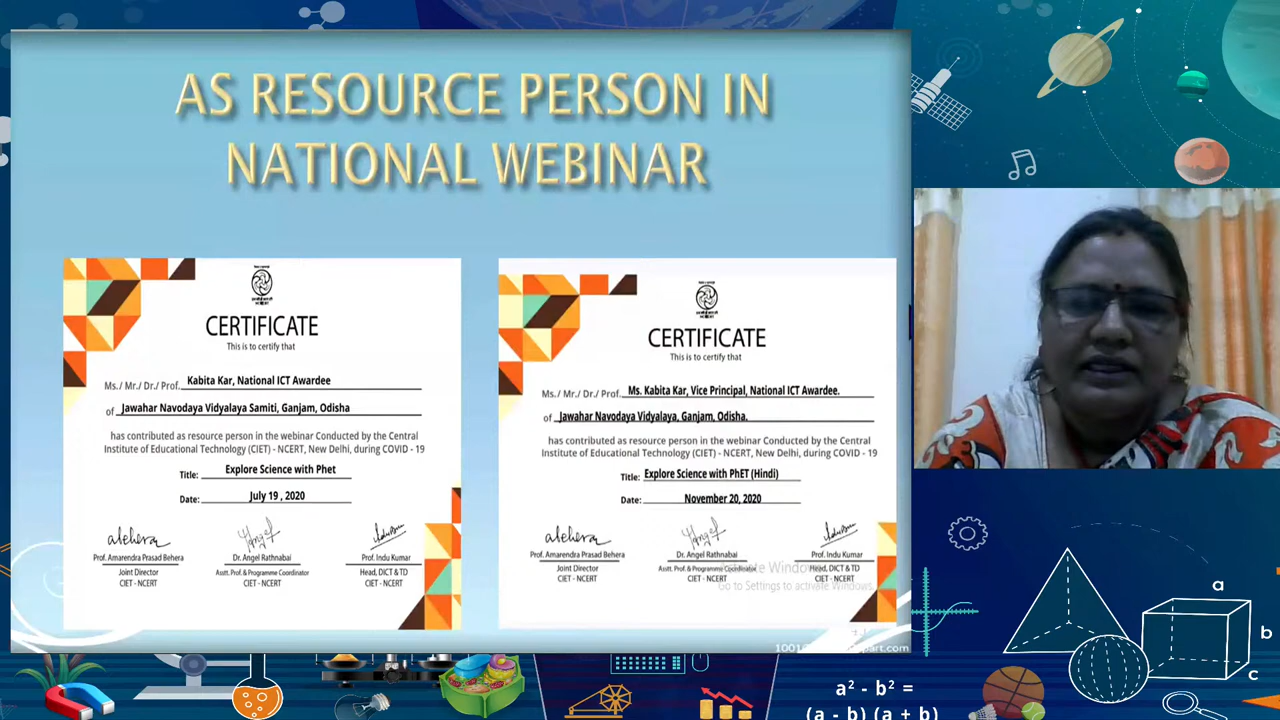 AS RESOURCE PERSON IN
NATIONAL WEBINAR
CERTIFICATE
This is to certify that
Ms./ Mr./ Dr./ Prof. Kabita Kar, National ICT Awardee
of Jawahar Navodaya Vidyalaya Samiti, Ganjam, Odisha
has contributed as resource person in the webinar Conducted by the Central
Institute of Educational Technology (CIET) - NCERT, New Delhi, during COVID - 19
Title: Explore Science with Phet
Date: July 19 , 2020
Prof. Amarendra Prasad Behera
Joint Director
CIET - NCERT
Dr. Angel Rathnabai
Asstt. Prof. & Programme Coordinator
CIET - NCERT
Prof. Indu Kumar
Head, DICT & TD
CIET - NCERT
CERTIFICATE
This is to certify that
Ms./ Mr./ Dr./ Prof. Ms. Kabita Kar, Vice Principal, National ICT Awardee.
of Jawahar Navodaya Vidyalaya, Ganjam, Odisha.
has contributed as resource person in the webinar Conducted by the Central
Institute of Educational Technology (CIET) - NCERT, New Delhi, during COVID - 19
Title: Explore Science with PhET (Hindi)
Date: November 20, 2020
Prof. Amarendra Prasad Behera
Joint Director
CIET - NCERT
Dr. Angel Rathnabai
Asstt. Prof. & Programme Coordinator
CIET - NCERT
Prof. Indu Kumar
Head, DICT & TD
CIET - NCERT
Activate Windows
Go to Settings to activate Windows.
a
b
c
a² - b² =
(a - b) (a + b)